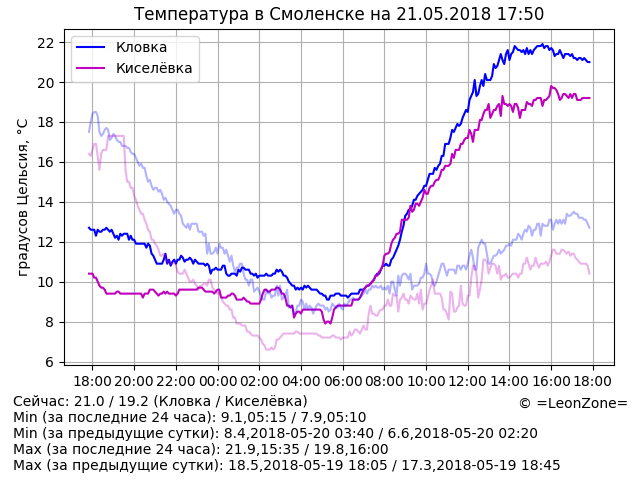 Температура в Смоленске на 21.05.2018 17:50
Кловка
Киселёвка
градусов Цельсия, °C
22
20
18
16
14
12
10
8
6
18:00 20:00 22:00 00:00 02:00 04:00 06:00 08:00 10:00 12:00 14:00 16:00 18:00
Сейчас: 21.0 / 19.2 (Кловка / Киселёвка)
© =LeonZone=
Min (за последние 24 часа): 9.1,05:15 / 7.9,05:10
Min (за предыдущие сутки): 8.4,2018-05-20 03:40 / 6.6,2018-05-20 02:20
Max (за последние 24 часа): 21.9,15:35 / 19.8,16:00
Max (за предыдущие сутки): 18.5,2018-05-19 18:05 / 17.3,2018-05-19 18:45